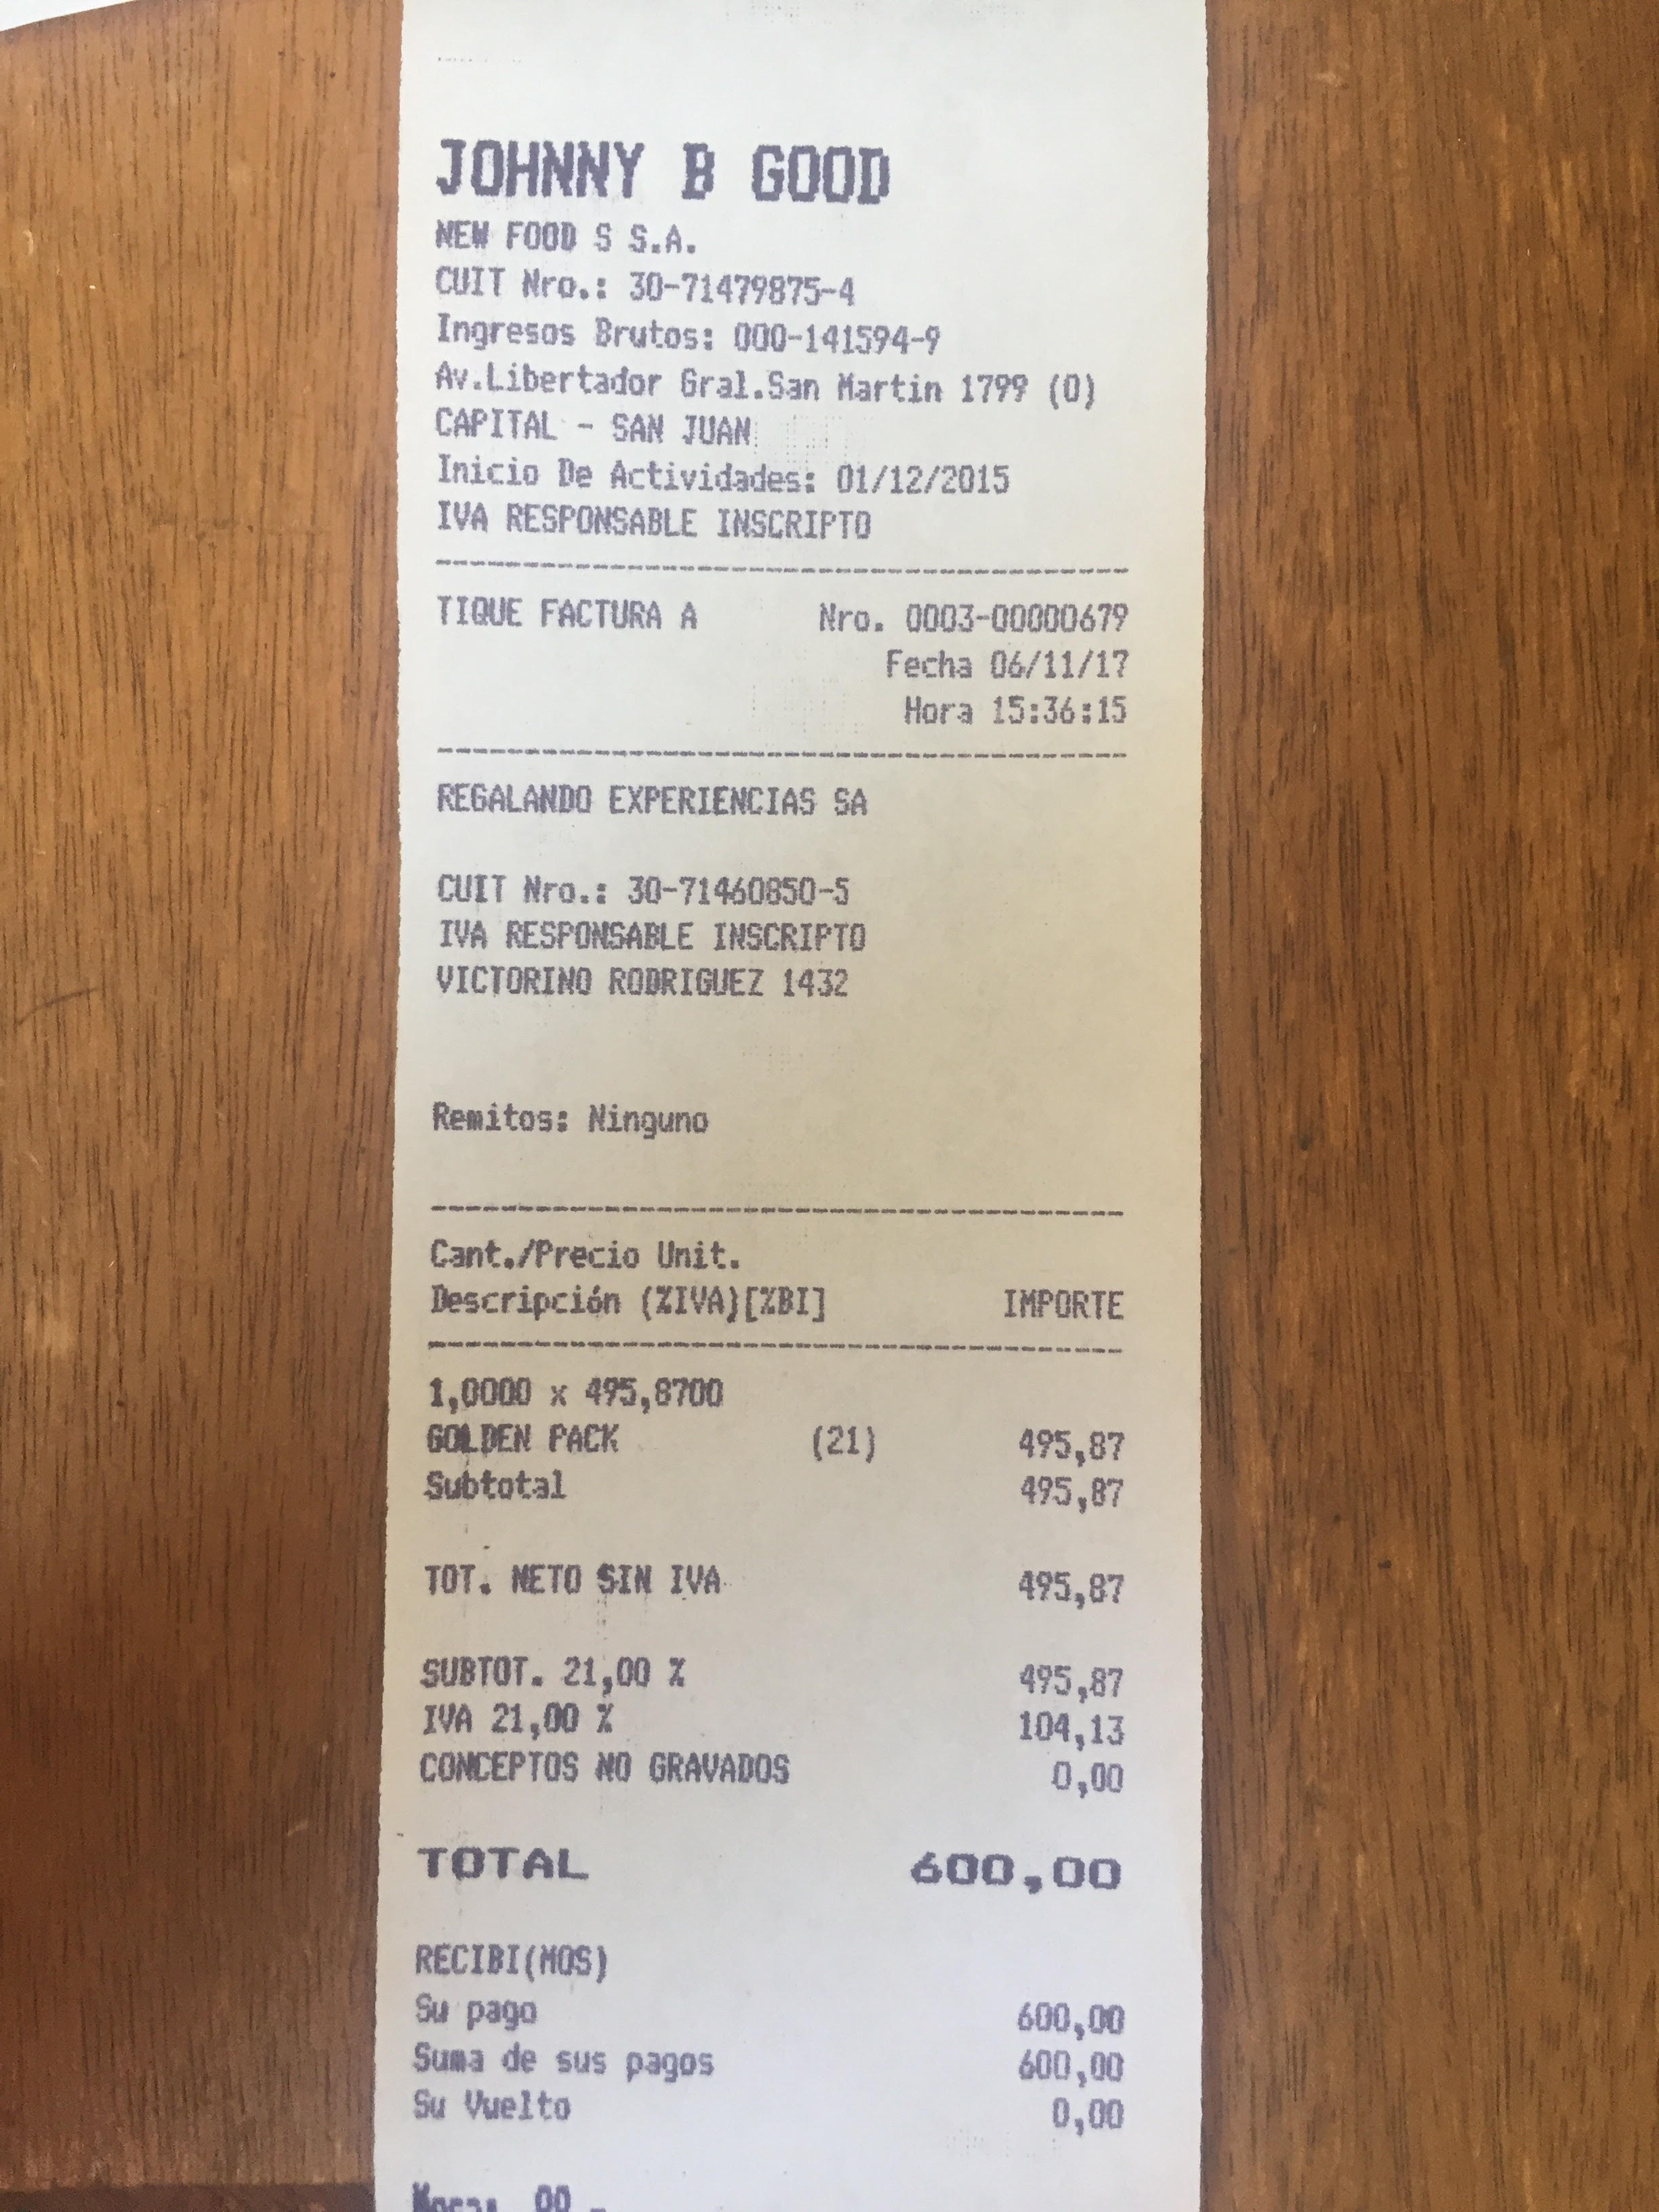 JOHNNY B GOOD
NEW FOOD S S.A.
CUIT Nro.: 30-71479875-4
Ingresos Brutos: 000-141594-9
Av.Libertador Gral.San Martin 1799 (O)
CAPITAL - SAN JUAN
Inicio De Actividades: 01/12/2015
IVA RESPONSABLE INSCRIPTO
TIQUE FACTURA A Nro. 0003-00000679
Fecha 06/11/17
Hora 15:36:15
REGALANDO EXPERIENCIAS SA
CUIT Nro.: 30-71460850-5
IVA RESPONSABLE INSCRIPTO
VICTORINO RODRIGUEZ 1432
Remitos: Ninguno
Cant./Precio Unit.
Descripción (%IVA)[%BI] IMPORTE
1,0000 x 495,8700
GOLDEN PACK (21) 495,87
Subtotal 495,87
TOT. NETO SIN IVA 495,87
SUBTOT. 21,00 % 495,87
IVA 21,00 % 104,13
CONCEPTOS NO GRAVADOS 0,00
TOTAL 600,00
RECIBI(MOS)
Su pago 600,00
Suma de sus pagos 600,00
Su Vuelto 0,00